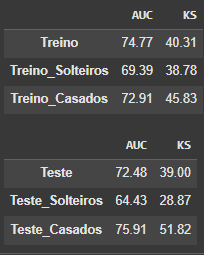 AUC KS
Treino 74.77 40.31
Treino_Solteiros 69.39 38.78
Treino_Casados 72.91 45.83
AUC KS
Teste 72.48 39.00
Teste_Solteiros 64.43 28.87
Teste_Casados 75.91 51.82